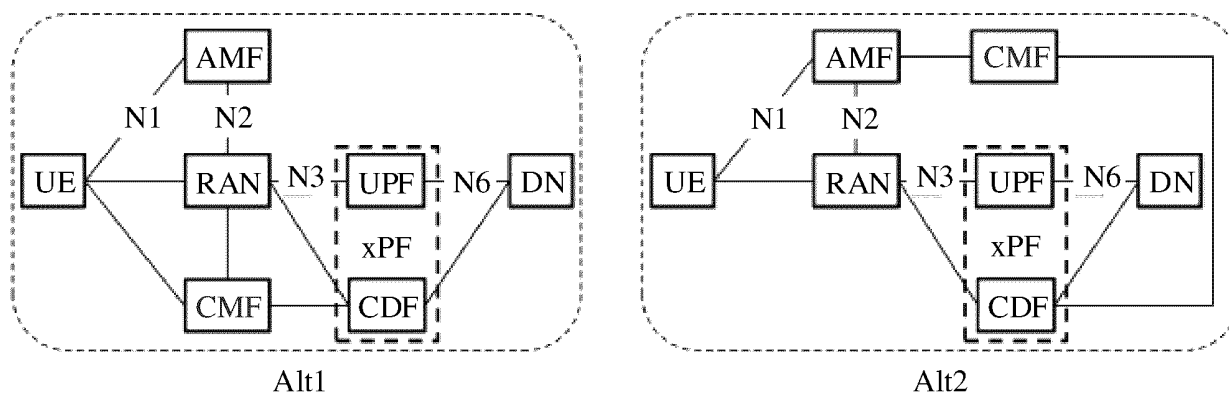 AMF AMF CMF
N1 N2 N1 N2
UE RAN N3 UPF N6 DN UE RAN N3 UPF N6 DN
xPF xPF
CMF CDF CDF
Alt1 Alt2